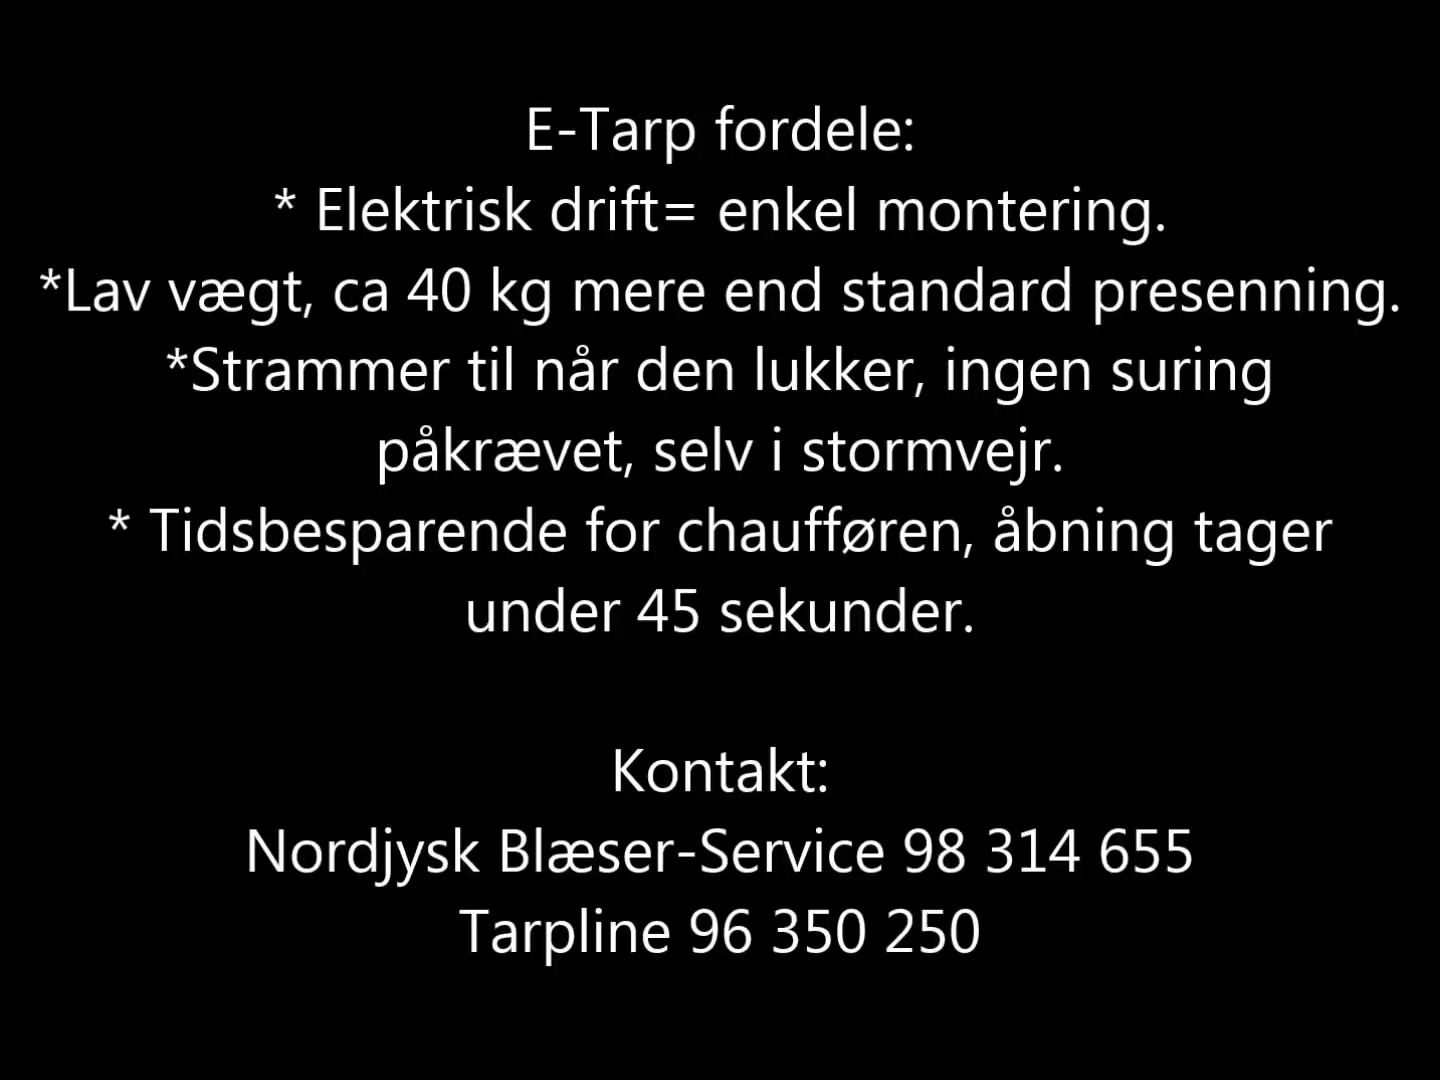 E-Tarp fordele:
* Elektrisk drift= enkel montering.
*Lav vægt, ca 40 kg mere end standard presenning.
*Strammer til når den lukker, ingen suring
påkrævet, selv i stormvejr.
* Tidsbesparende for chaufføren, åbning tager
under 45 sekunder.
Kontakt:
Nordjysk Blæser-Service 98 314 655
Tarpline 96 350 250